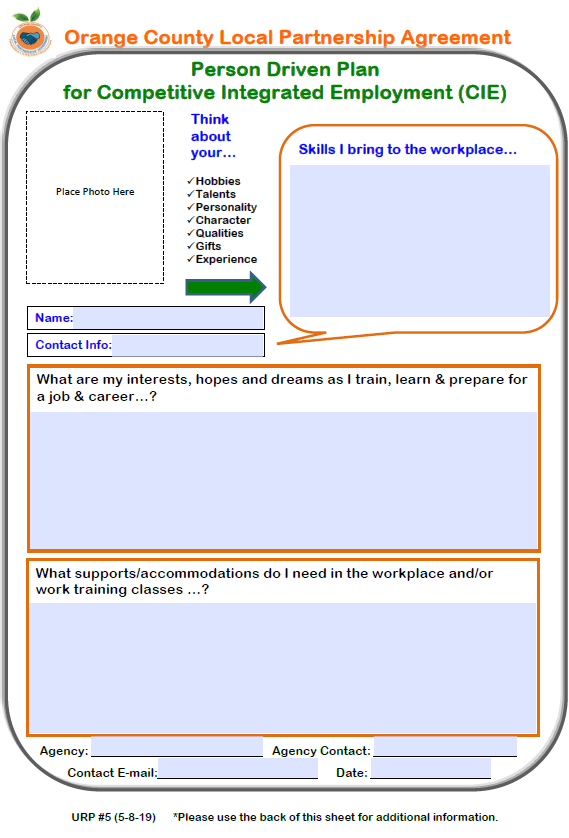 Orange County Local Partnership Agreement
Person Driven Plan
for Competitive Integrated Employment (CIE)
Place Photo Here
Think
about
your...
✓Hobbies
✓Talents
✓Personality
✓Character
✓Qualities
✓Gifts
✓Experience
Skills I bring to the workplace...
Name:
Contact Info:
What are my interests, hopes and dreams as I train, learn & prepare for
a job & career...?
What supports/accommodations do I need in the workplace and/or
work training classes ...?
Agency: Agency Contact:
Contact E-mail: Date:
URP #5 (5-8-19) *Please use the back of this sheet for additional information.